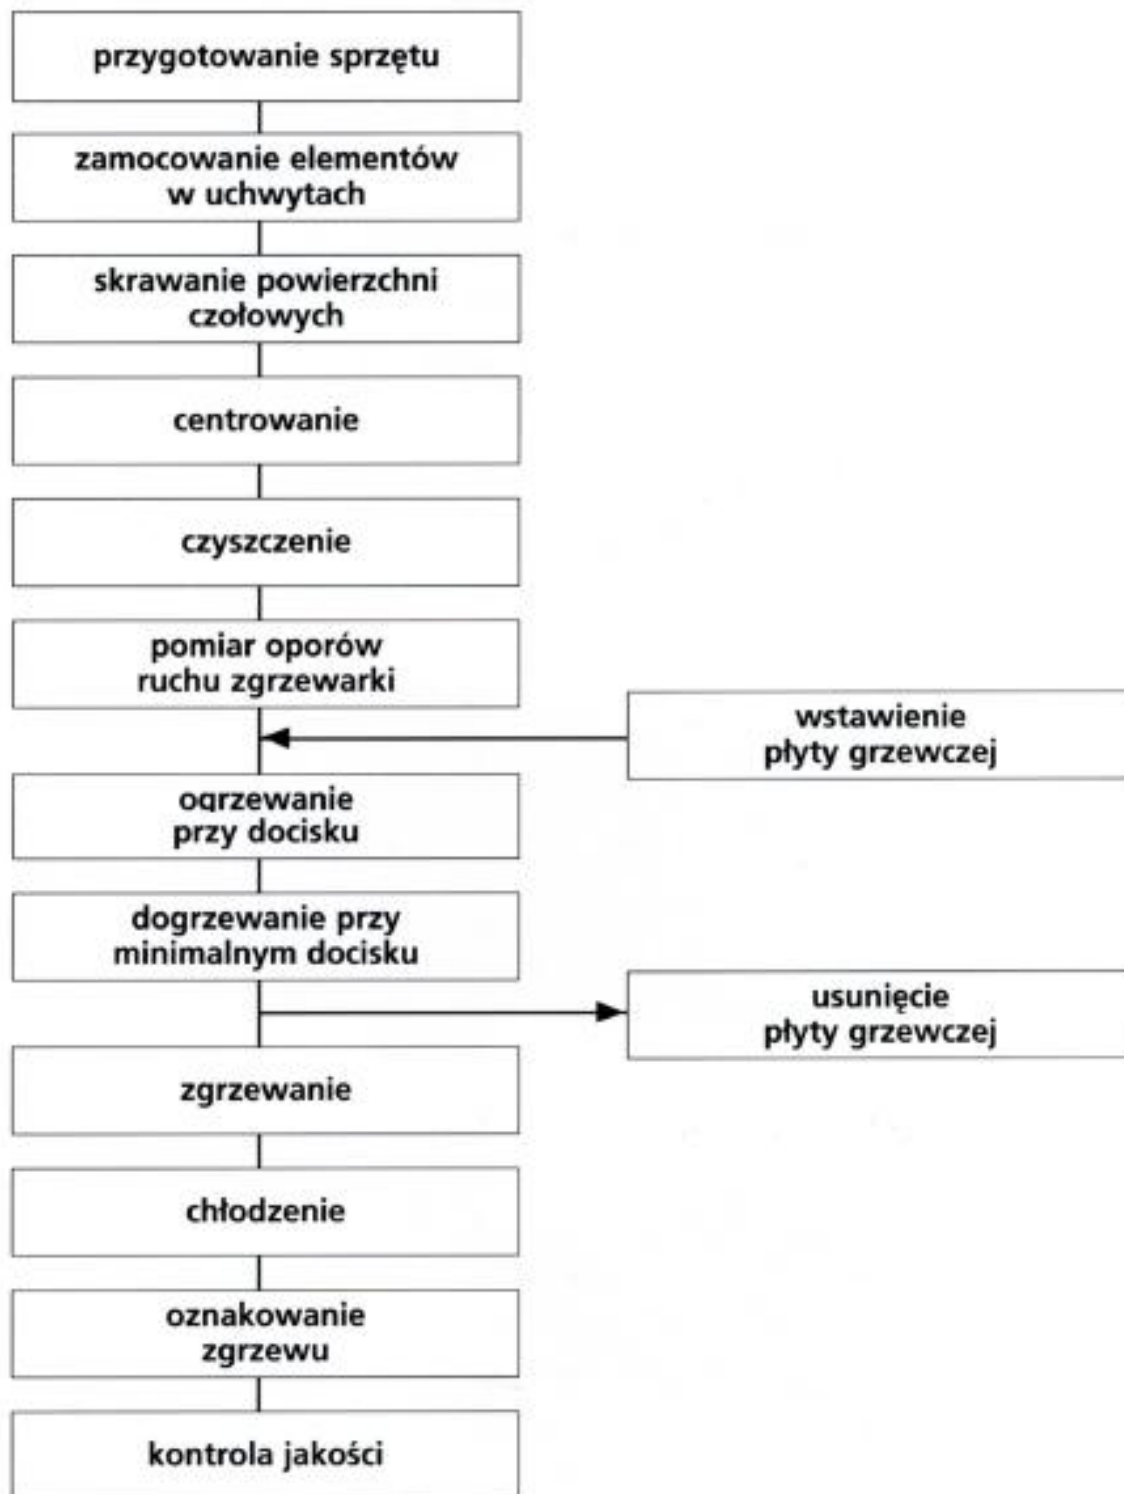 przygotowanie sprzętu
zamocowanie elementów
w uchwytach
skrawanie powierzchni
czołowych
centrowanie
czyszczenie
pomiar oporów
ruchu zgrzewarki
wstawienie
płyty grzewczej
ogrzewanie
przy docisku
dogrzewanie przy
minimalnym docisku
usunięcie
płyty grzewczej
zgrzewanie
chłodzenie
oznakowanie
zgrzewu
kontrola jakości